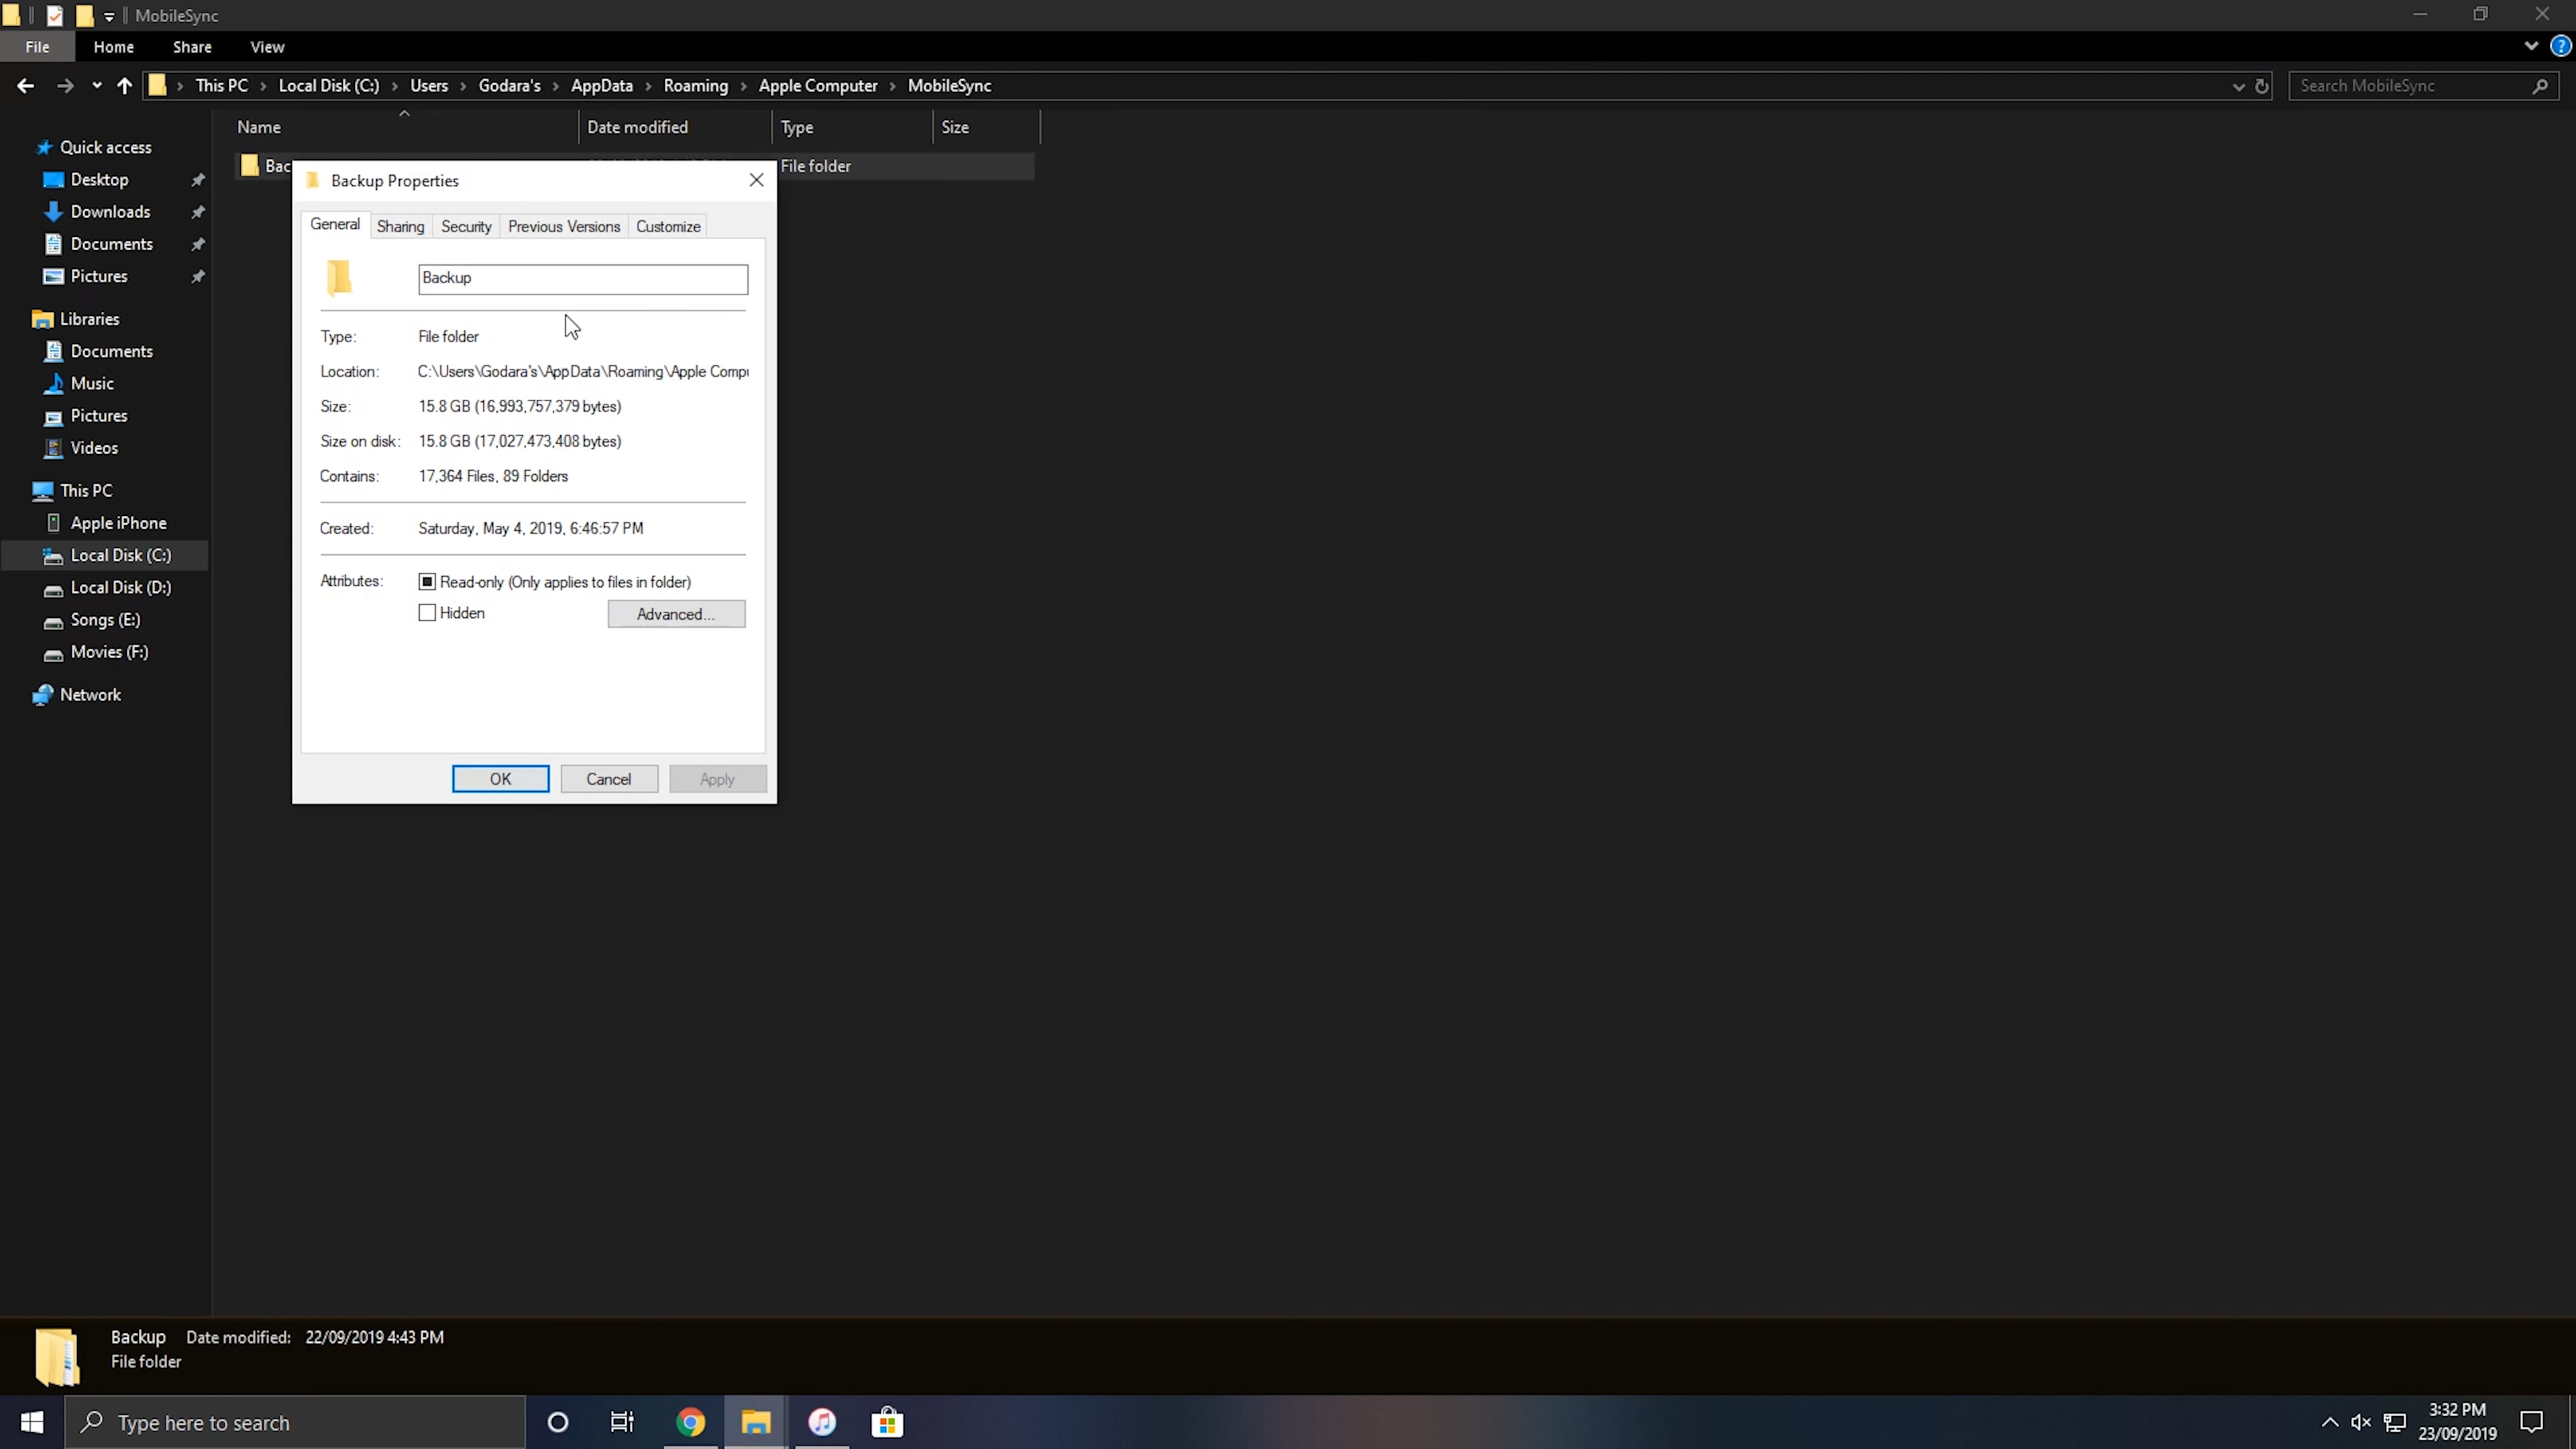 MobileSync
File Home Share View
This PC Local Disk (C:) Users Godara's AppData Roaming Apple Computer MobileSync
Search MobileSync
Name Date modified Type Size
Quick access
Desktop
Downloads
Documents
Pictures
Libraries
Documents
Music
Pictures
Videos
This PC
Apple iPhone
Local Disk (C:)
Local Disk (D:)
Songs (E:)
Movies (F:)
Network
Bac File folder
Backup Properties
General Sharing Security Previous Versions Customize
Backup
Type: File folder
Location: C:\Users\Godara's\AppData\Roaming\Apple Compu
Size: 15.8 GB (16,993,757,379 bytes)
Size on disk: 15.8 GB (17,027,473,408 bytes)
Contains: 17,364 Files, 89 Folders
Created: Saturday, May 4, 2019, 6:46:57 PM
Attributes: Read-only (Only applies to files in folder)
Hidden Advanced...
OK Cancel Apply
Backup Date modified: 22/09/2019 4:43 PM
File folder
Type here to search
3:32 PM
23/09/2019